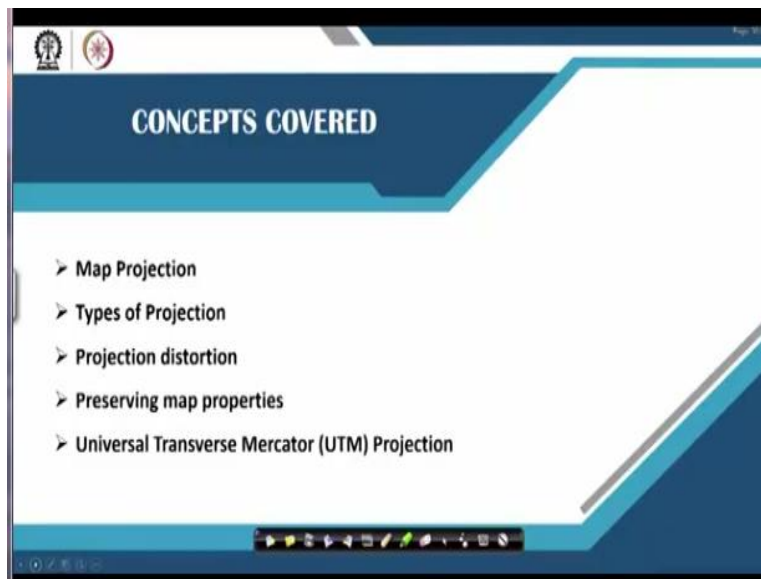 CONCEPTS COVERED
➤ Map Projection
➤ Types of Projection
➤ Projection distortion
➤ Preserving map properties
➤ Universal Transverse Mercator (UTM) Projection